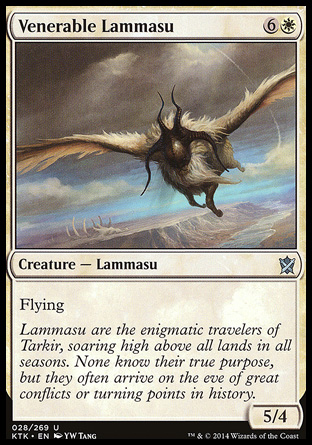 Venerable Lammasu 6
Creature — Lammasu
Flying
Lammasu are the enigmatic travelers of
Tarkir, soaring high above all lands in all
seasons. None know their true purpose,
but they often arrive on the eve of great
conflicts or turning points in history.
5/4
028/269 U
KTK • EN YW Tang
™ & © 2014 Wizards of the Coast